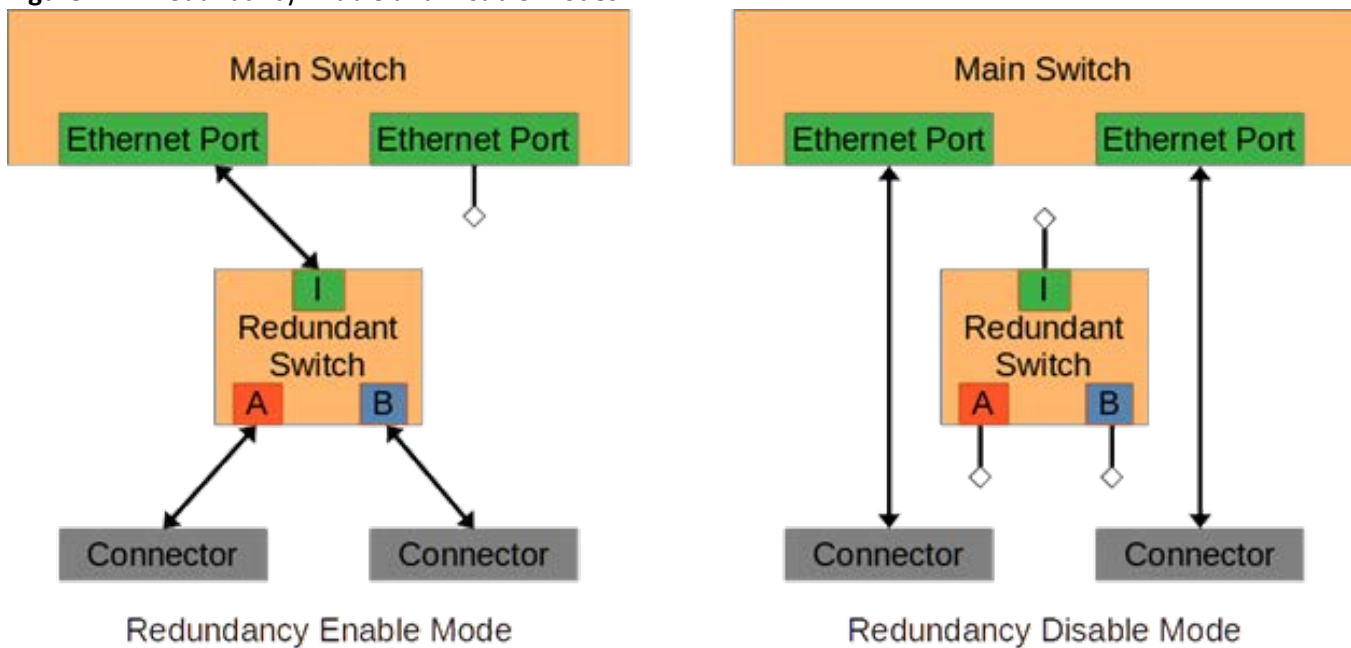 Main Switch
Ethernet Port Ethernet Port
I
Redundant
Switch
A B
Connector Connector
Redundancy Enable Mode
Main Switch
Ethernet Port Ethernet Port
I
Redundant
Switch
A B
Connector Connector
Redundancy Disable Mode